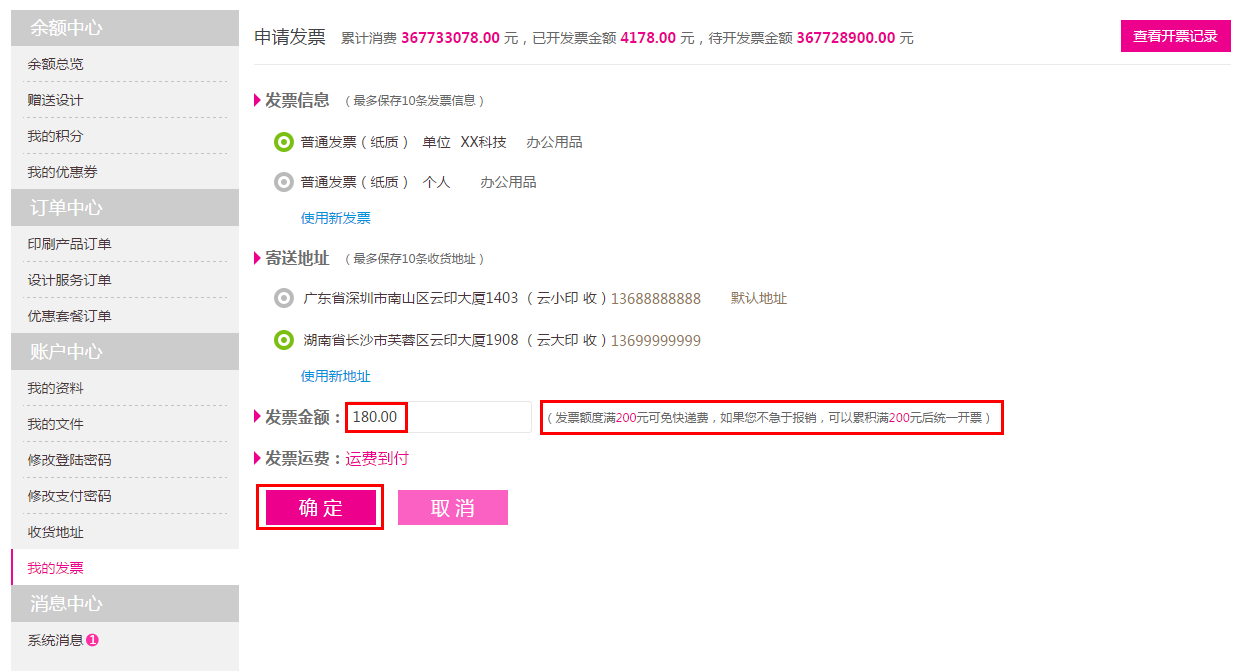 余额中心
余额总览
赠送设计
我的积分
我的优惠券
订单中心
印刷产品订单
设计服务订单
优惠套餐订单
账户中心
我的资料
我的文件
修改登陆密码
修改支付密码
收货地址
我的发票
消息中心
系统消息 1
申请发票 累计消费 367733078.00 元，已开发票金额 4178.00 元，待开发票金额 367728900.00 元
查看开票记录
发票信息 （最多保存10条发票信息）
普通发票（纸质） 单位 XX科技 办公用品
普通发票（纸质） 个人 办公用品
使用新发票
寄送地址 （最多保存10条收货地址）
广东省深圳市南山区云印大厦1403 （云小印 收）13688888888 默认地址
湖南省长沙市芙蓉区云印大厦1908 （云大印 收）13699999999
使用新地址
发票金额：180.00 （发票额度满200元可免快递费，如果您不急于报销，可以累积满200元后统一开票）
发票运费：运费到付
确 定 取 消